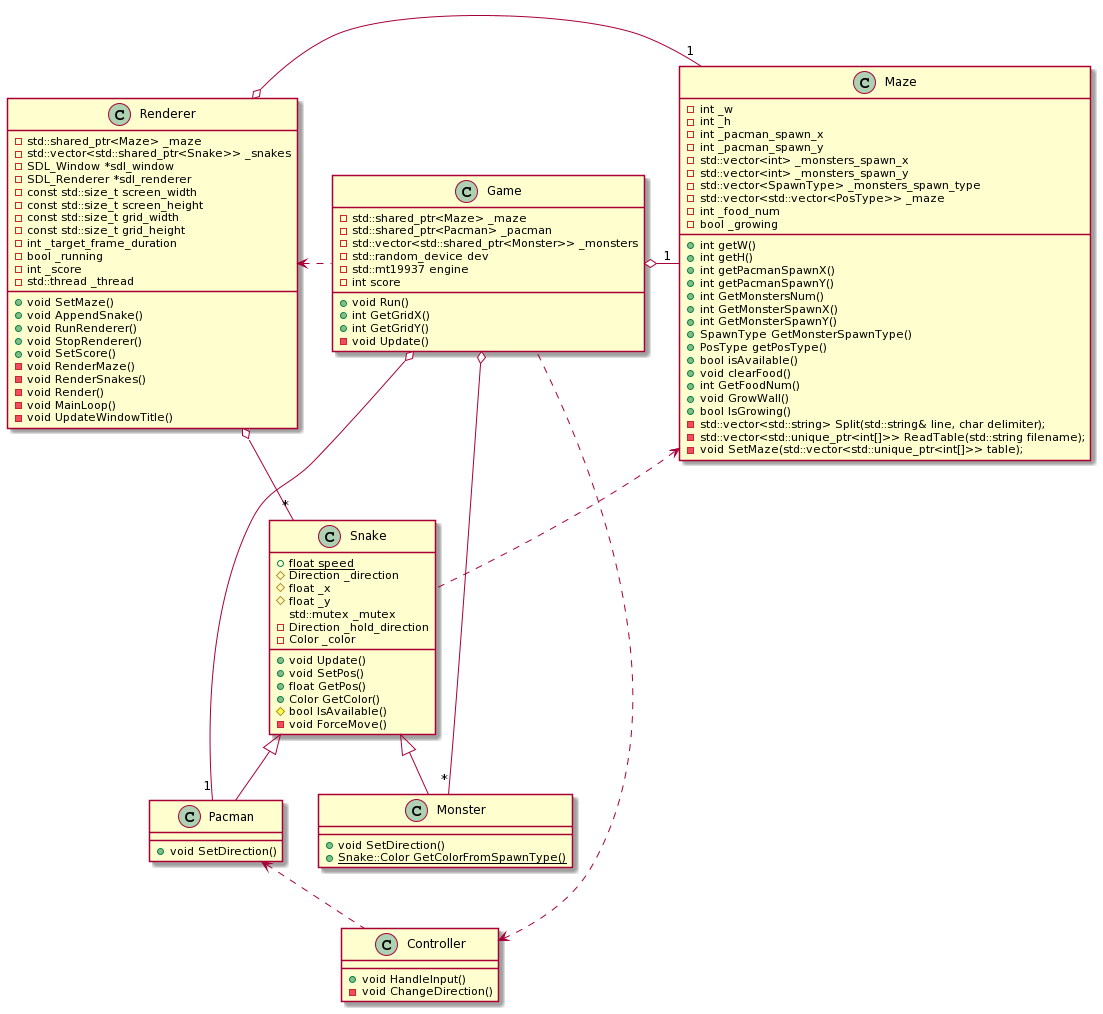 1
C Maze
int _w
int _h
int _pacman_spawn_x
int _pacman_spawn_y
std::vector<int> _monsters_spawn_x
std::vector<int> _monsters_spawn_y
std::vector<SpawnType> _monsters_spawn_type
std::vector<std::vector<PosType>> _maze
int _food_num
bool _growing
int getW()
int getH()
int getPacmanSpawnX()
int getPacmanSpawnY()
int GetMonstersNum()
int GetMonsterSpawnX()
int GetMonsterSpawnY()
SpawnType GetMonsterSpawnType()
PosType getPosType()
bool isAvailable()
void clearFood()
int GetFoodNum()
void GrowWall()
bool IsGrowing()
std::vector<std::string> Split(std::string& line, char delimiter);
std::vector<std::unique_ptr<int[]>> ReadTable(std::string filename);
void SetMaze(std::vector<std::unique_ptr<int[]>> table);
C Renderer
std::shared_ptr<Maze> _maze
std::vector<std::shared_ptr<Snake>> _snakes
SDL_Window *sdl_window
SDL_Renderer *sdl_renderer
const std::size_t screen_width
const std::size_t screen_height
const std::size_t grid_width
const std::size_t grid_height
int _target_frame_duration
bool _running
int _score
std::thread _thread
void SetMaze()
void AppendSnake()
void RunRenderer()
void StopRenderer()
void SetScore()
void RenderMaze()
void RenderSnakes()
void Render()
void MainLoop()
void UpdateWindowTitle()
C Game
std::shared_ptr<Maze> _maze
std::shared_ptr<Pacman> _pacman
std::vector<std::shared_ptr<Monster>> _monsters
std::random_device dev
std::mt19937 engine
int score
void Run()
int GetGridX()
int GetGridY()
void Update()
1
*
C Snake
float speed
Direction _direction
float _x
float _y
std::mutex _mutex
Direction _hold_direction
Color _color
void Update()
void SetPos()
float GetPos()
Color GetColor()
bool IsAvailable()
void ForceMove()
1
*
C Pacman
void SetDirection()
C Monster
void SetDirection()
Snake::Color GetColorFromSpawnType()
C Controller
void HandleInput()
void ChangeDirection()